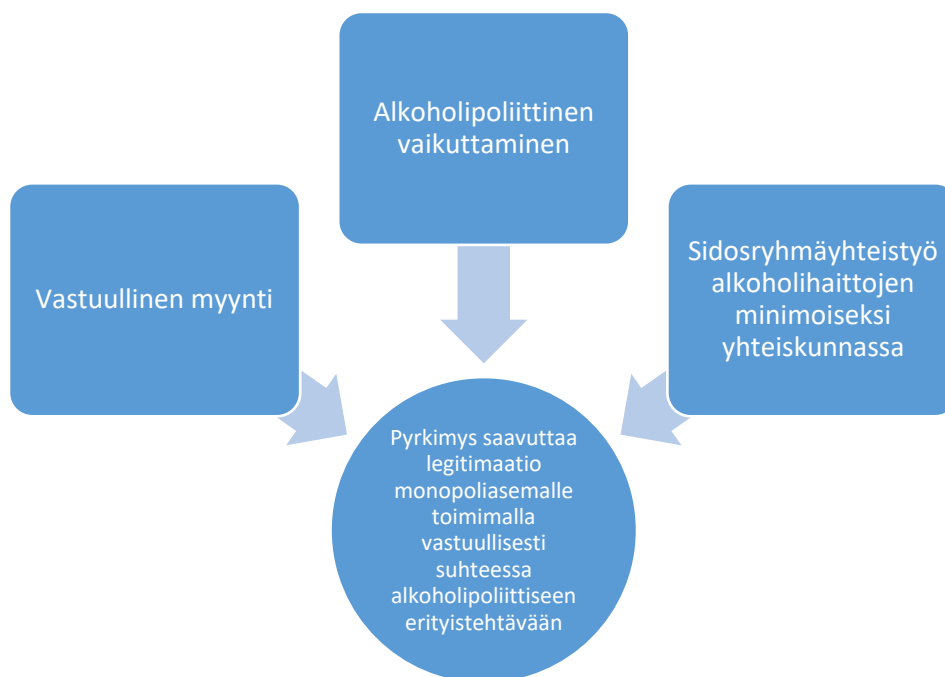 Alkoholipoliittinen
vaikuttaminen
Vastuullinen myynti
Sidosryhmäyhteistyö
alkoholihaittojen
minimoiseksi
yhteiskunnassa
Pyrkimys saavuttaa
legitimaatio
monopoliasemalle
toimimalla
vastuullisesti
suhteessa
alkoholipoliittiseen
erityistehtävään